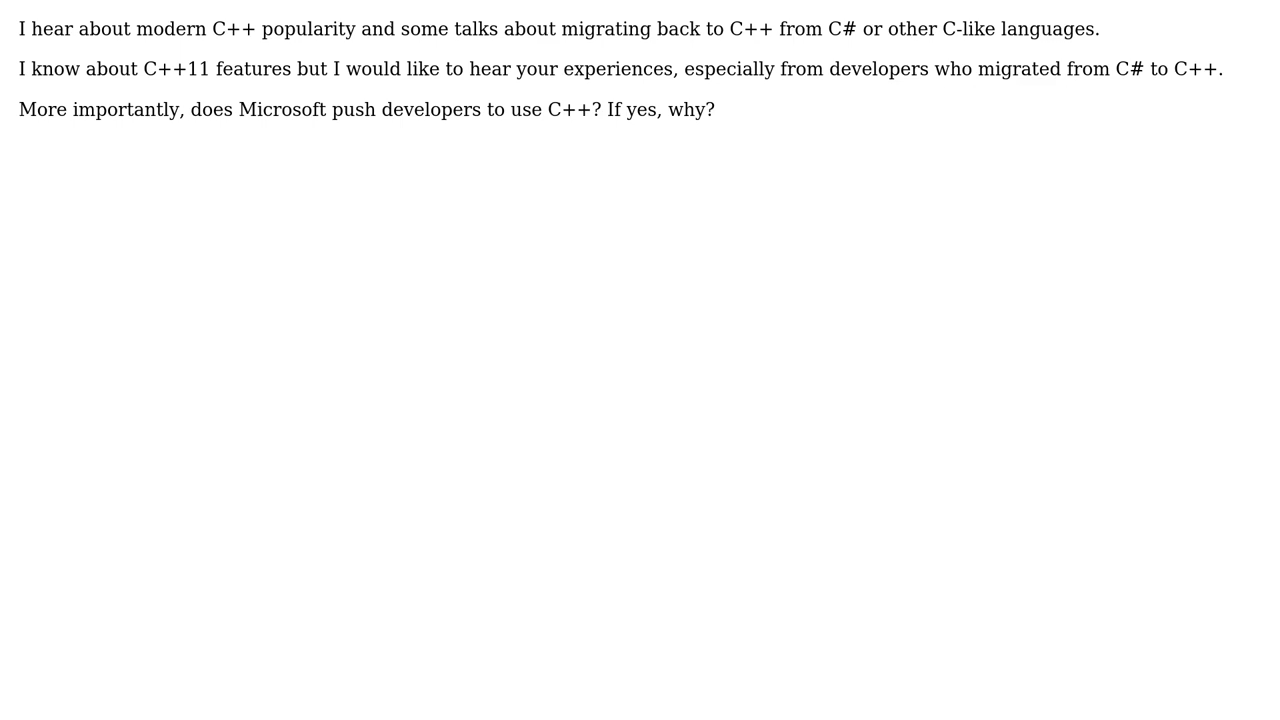 I hear about modern C++ popularity and some talks about migrating back to C++ from C# or other C-like languages.
I know about C++11 features but I would like to hear your experiences, especially from developers who migrated from C# to C++.
More importantly, does Microsoft push developers to use C++? If yes, why?